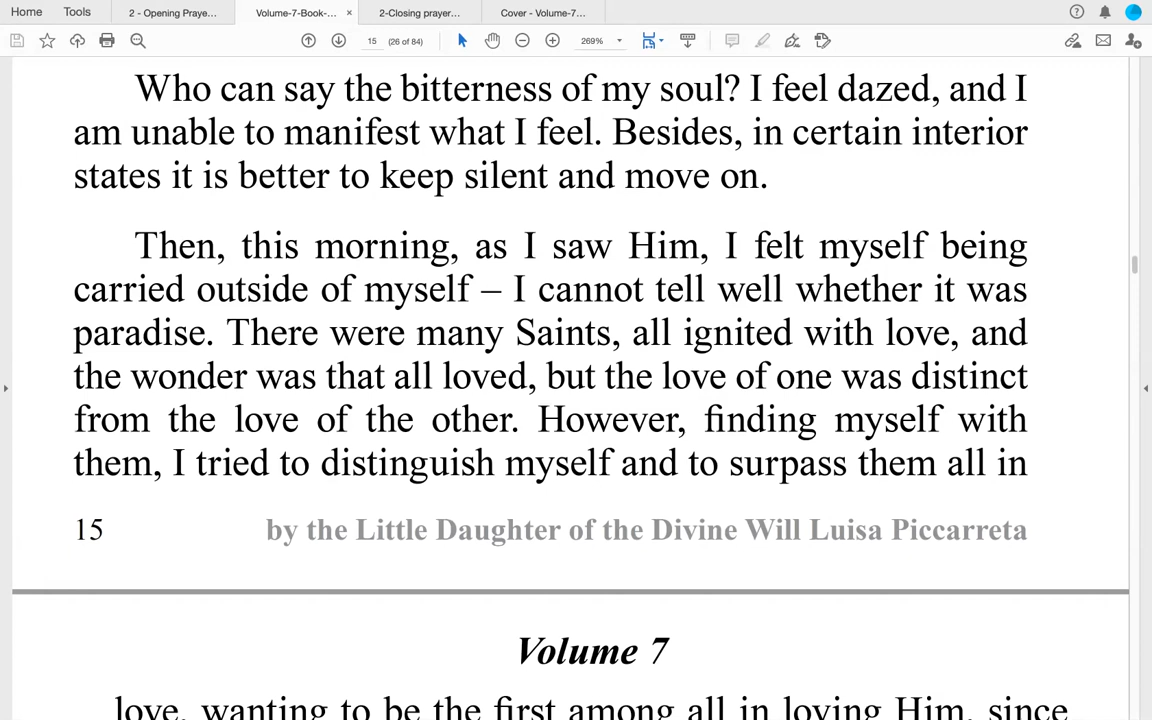 Home
Tools
2 - Opening Praye...
Volume-7-Book-...
2-Closing prayer...
Cover - Volume-7...
15
(26 of 84)
269%
Who can say the bitterness of my soul? I feel dazed, and I
am unable to manifest what I feel. Besides, in certain interior
states it is better to keep silent and move on.
Then, this morning, as I saw Him, I felt myself being
carried outside of myself – I cannot tell well whether it was
paradise. There were many Saints, all ignited with love, and
the wonder was that all loved, but the love of one was distinct
from the love of the other. However, finding myself with
them, I tried to distinguish myself and to surpass them all in
15
by the Little Daughter of the Divine Will Luisa Piccarreta
Volume 7
love, wanting to be the first among all in loving Him, since